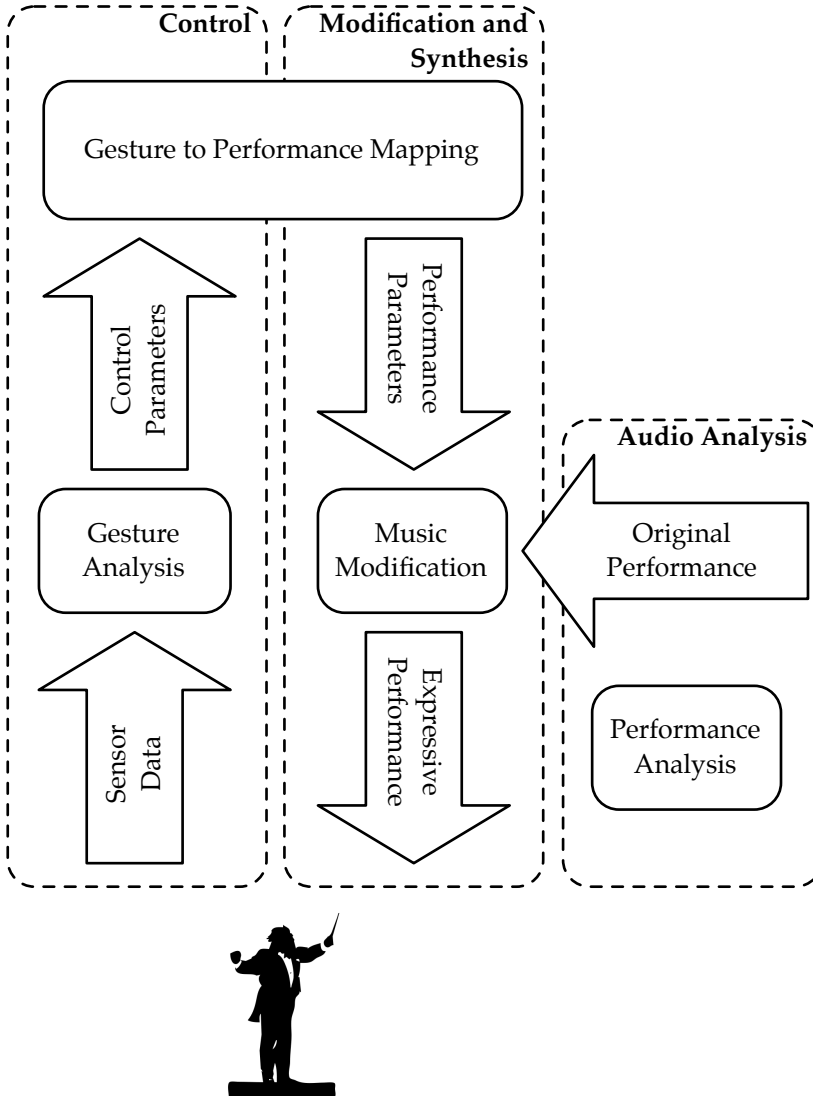 Control
Modification and
Synthesis
Gesture to Performance Mapping
Control
Parameters
Performance
Parameters
Audio Analysis
Gesture
Analysis
Music
Modification
Original
Performance
Sensor
Data
Expressive
Performance
Performance
Analysis